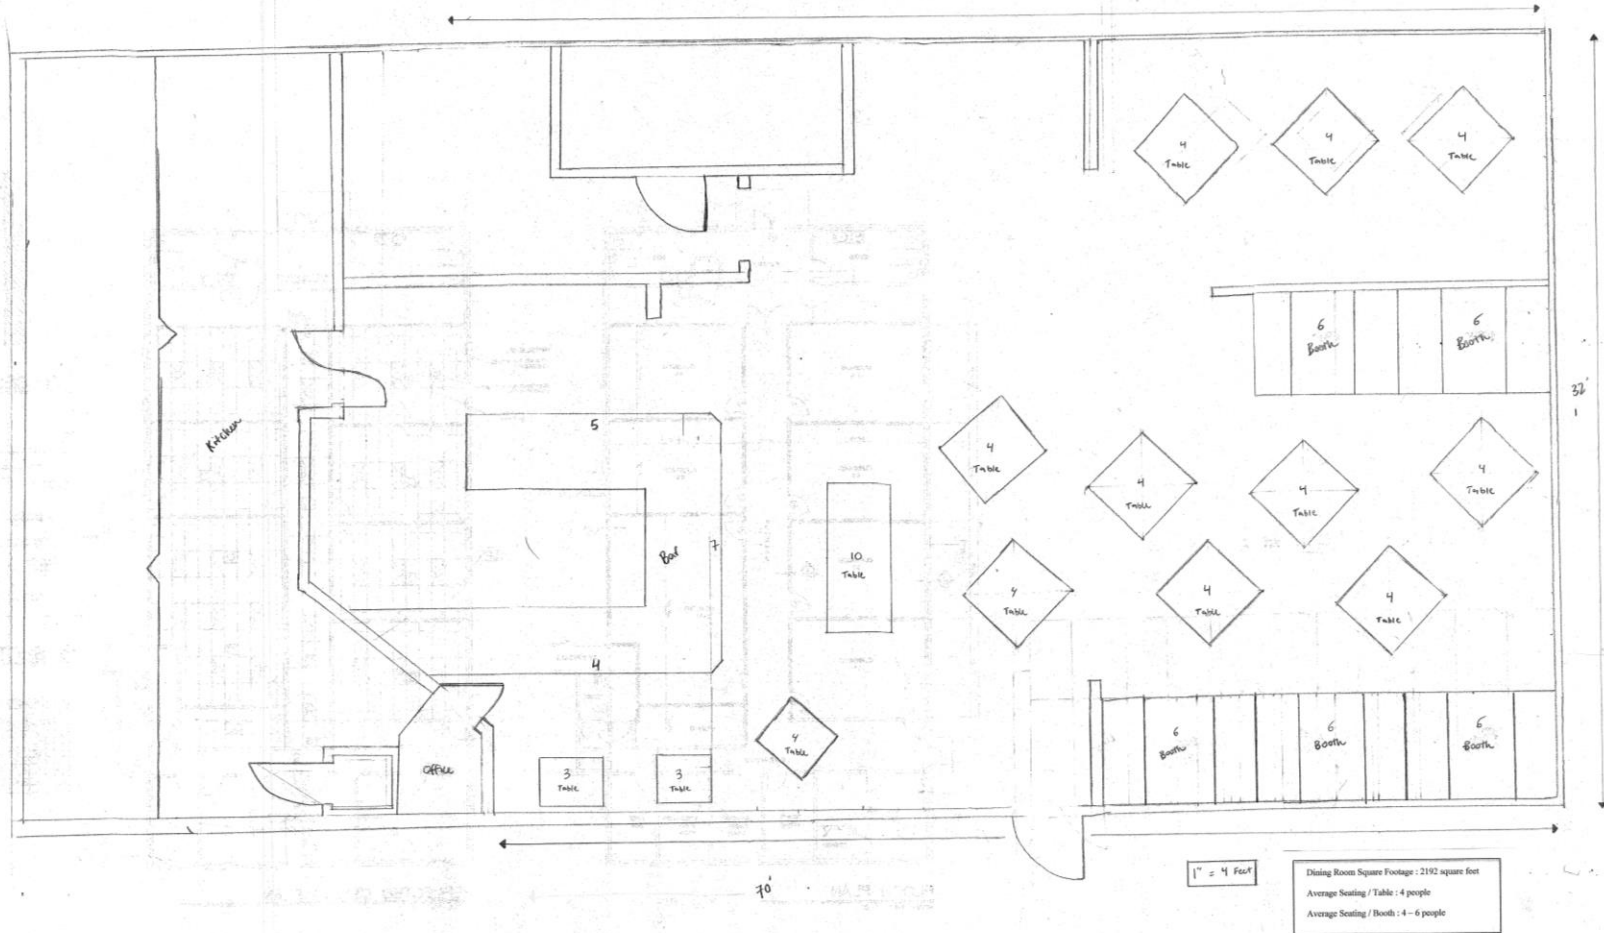 4
Table
4
Table
4
Table
6
Booth
6
Booth
32'
Kitchen
5
4
Table
4
Table
4
Table
4
Table
Bar
7
10
Table
4
Table
4
Table
4
Table
4
4
Table
6
Booth
6
Booth
6
Booth
Office
3
Table
3
Table
70'
1" = 4 Feet
Dining Room Square Footage : 2192 square feet
Average Seating / Table : 4 people
Average Seating / Booth : 4 – 6 people